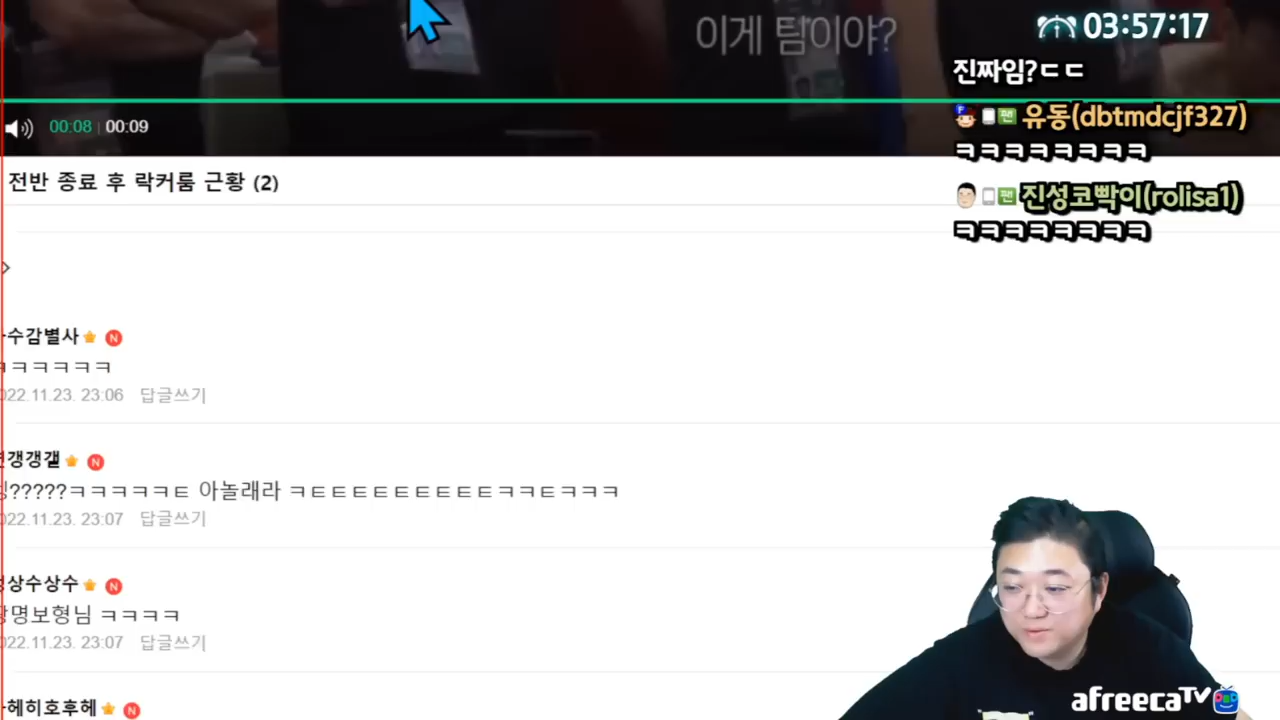 이게 팀이야?
03:57:17
진짜임?ㄷㄷ
유동(dbtmdcjf327)
ㅋㅋㅋㅋㅋㅋㅋㅋ
진성코빡이(rolisa1)
ㅋㅋㅋㅋㅋㅋㅋㅋ
00:08 | 00:09
전반 종료 후 락커룸 근황 (2)
수감별사 N
ㅋㅋㅋㅋㅋ
022.11.23. 23:06 답글쓰기
갱갱갤 N
?????ㅋㅋㅋㅋㅋㅌ 아놀래라 ㅋㅌㅌㅌㅌㅌㅌㅌㅌㅌㅋㅋㅌㅋㅋㅋ
022.11.23. 23:07 답글쓰기
상수상수 N
명보형님 ㅋㅋㅋㅋ
022.11.23. 23:07 답글쓰기
헤히호후헤 N
afreecaTV